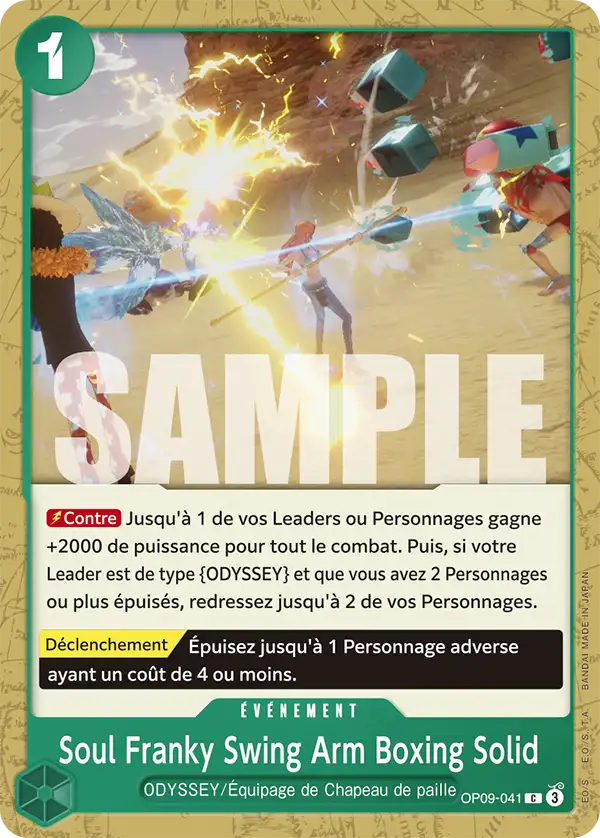 1
SAMPLE
Contre Jusqu'à 1 de vos Leaders ou Personnages gagne
+2000 de puissance pour tout le combat. Puis, si votre
Leader est de type {ODYSSEY} et que vous avez 2 Personnages
ou plus épuisés, redressez jusqu'à 2 de vos Personnages.
Déclenchement Épuisez jusqu'à 1 Personnage adverse
ayant un coût de 4 ou moins.
ÉVÉNEMENT
Soul Franky Swing Arm Boxing Solid
ODYSSEY/Équipage de Chapeau de paille
OP09-041 C 3
©E.O./S. ©E.O./S.,T.A. BANDAI MADE IN JAPAN